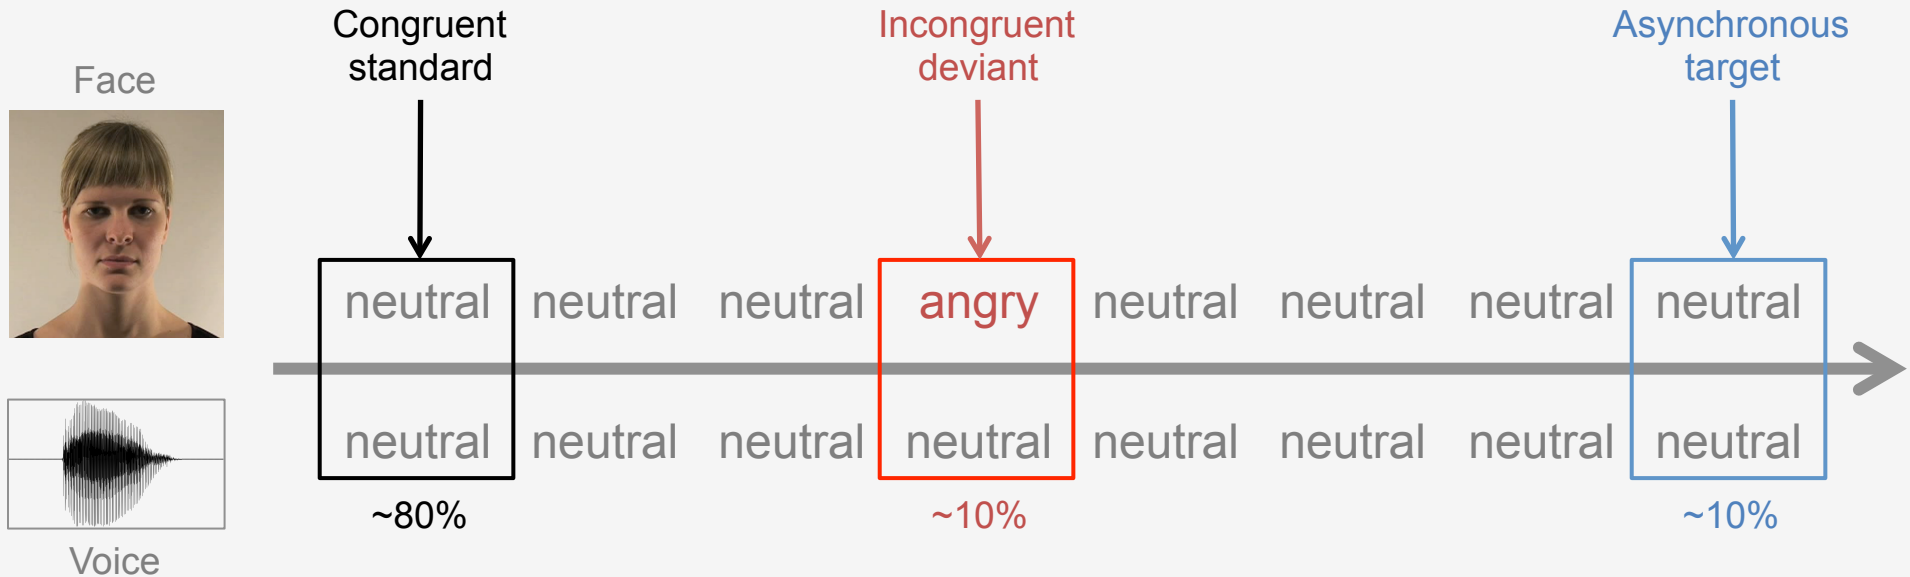 Congruent
standard
Incongruent
deviant
Asynchronous
target
Face
neutral neutral neutral angry neutral neutral neutral neutral
neutral neutral neutral neutral neutral neutral neutral neutral
~80% ~10% ~10%
Voice